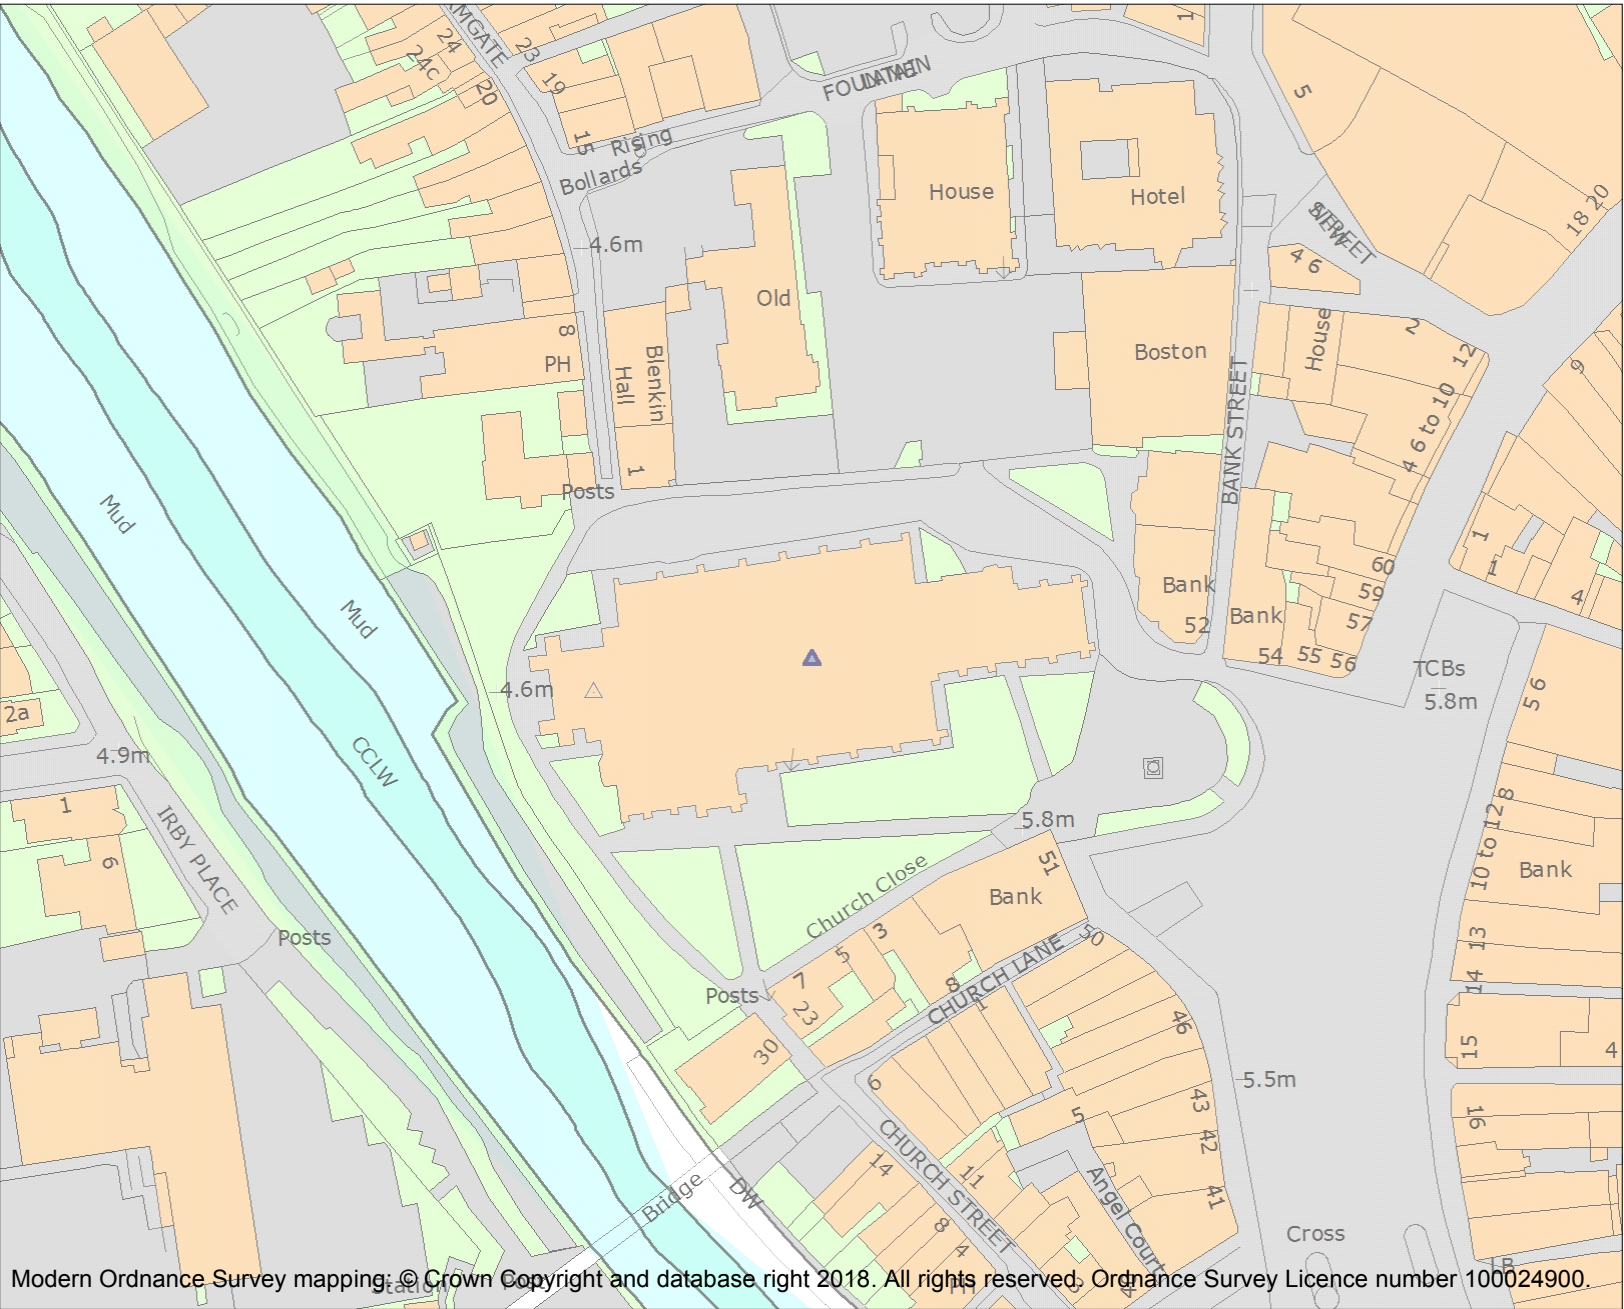 24
24c
20
23
19
15
Rising
Bollards
4.6m
FOUNTAIN
House
Hotel
1
5
STREET
18 20
4 6
8
PH
Blenkin
Hall
1
Old
Boston
BANK STREET
House
2
12
4 6 to 10
9
Posts
Mud
Mud
CCLW
4.6m
Bank
52
Bank
54
55
56
57
59
60
1
1
4
TCBs
5.8m
5 6
2a
4.9m
1
6
IRBY PLACE
Posts
5.8m
Church Close
51
Bank
3
5
7
23
8
CHURCH LANE
50
1
Posts
30
6
46
43
42
41
5
5.5m
8
10 to 12
Bank
13
14
15
4
16
CHURCH STREET
14
11
8
4
Angel Court
Bridge
DW
Cross
LB
Station
PH
Modern Ordnance Survey mapping: © Crown Copyright and database right 2018. All rights reserved. Ordnance Survey Licence number 100024900.